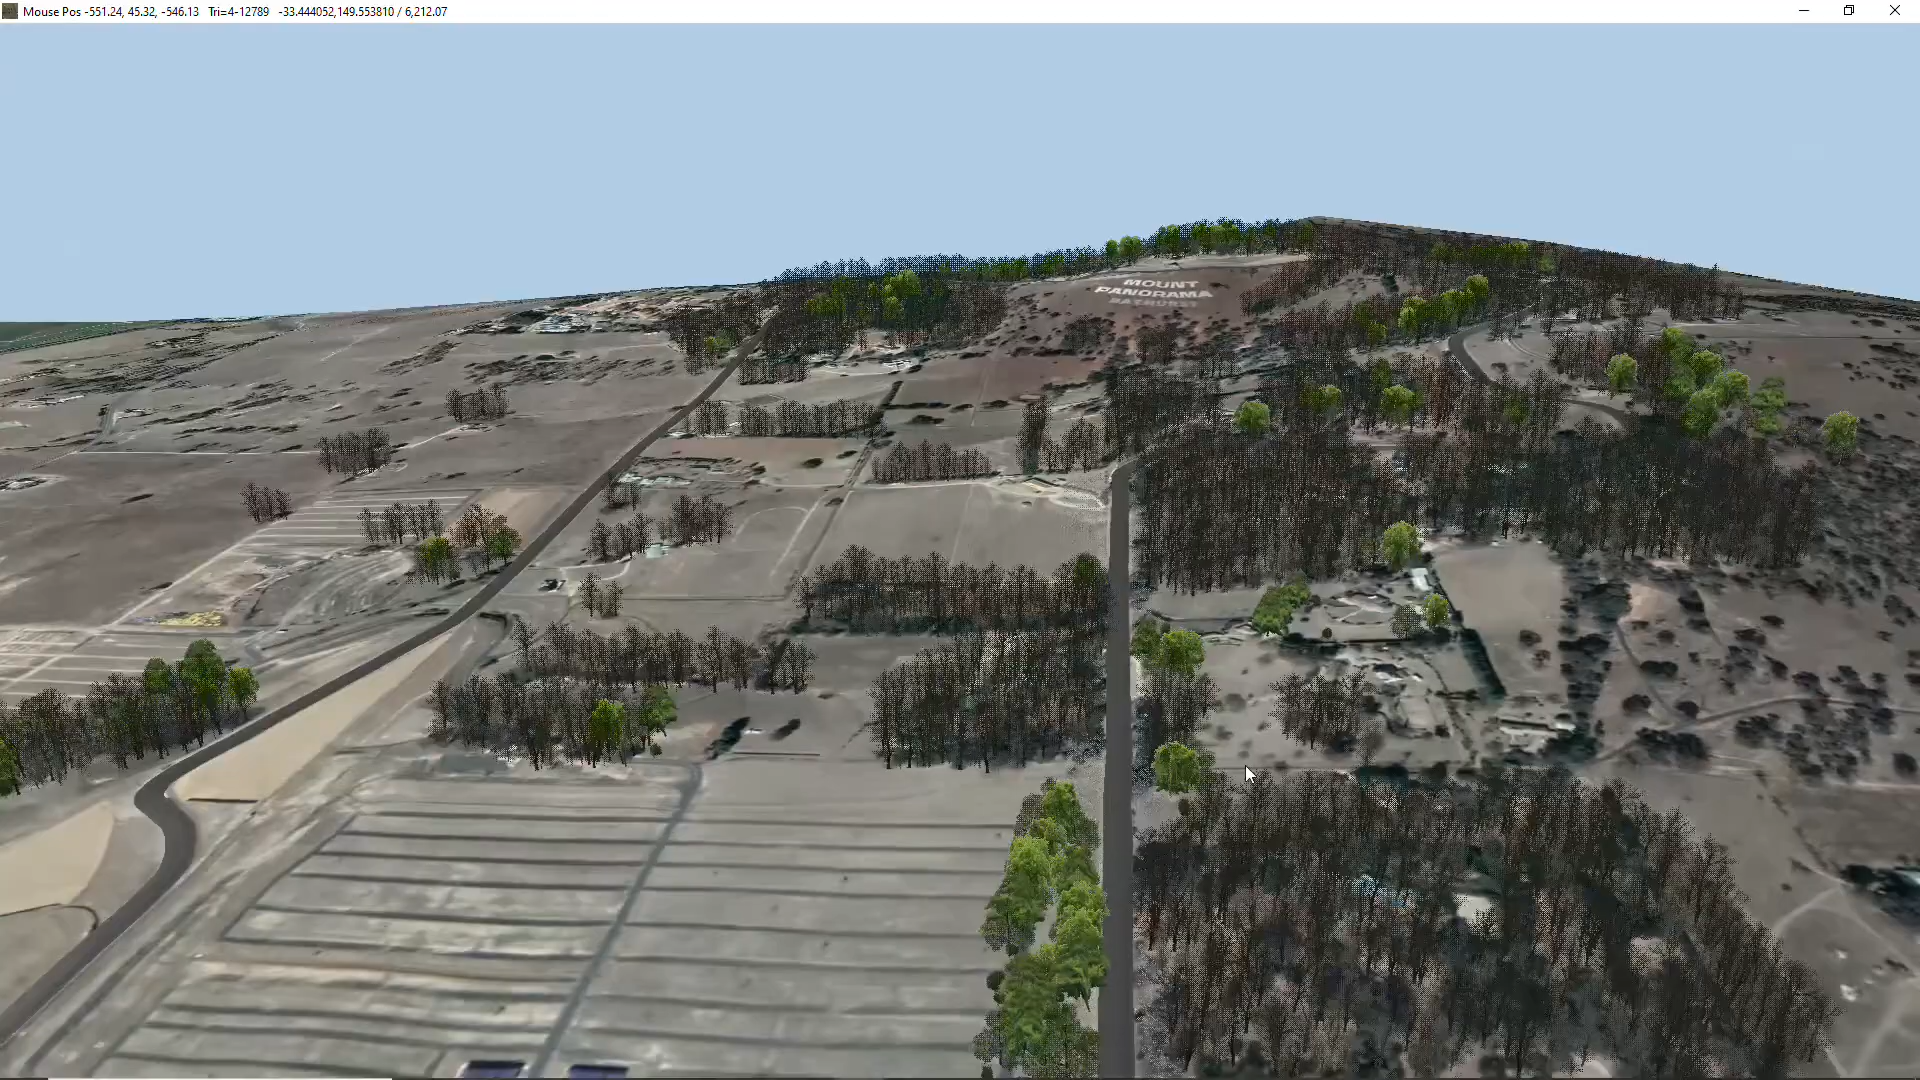 Mouse Pos -551.24, 45.32, -546.13 Tri=4-12789 -33.444052,149.553810 / 6,212.07
MOUNT
PANORAMA
BATHURST